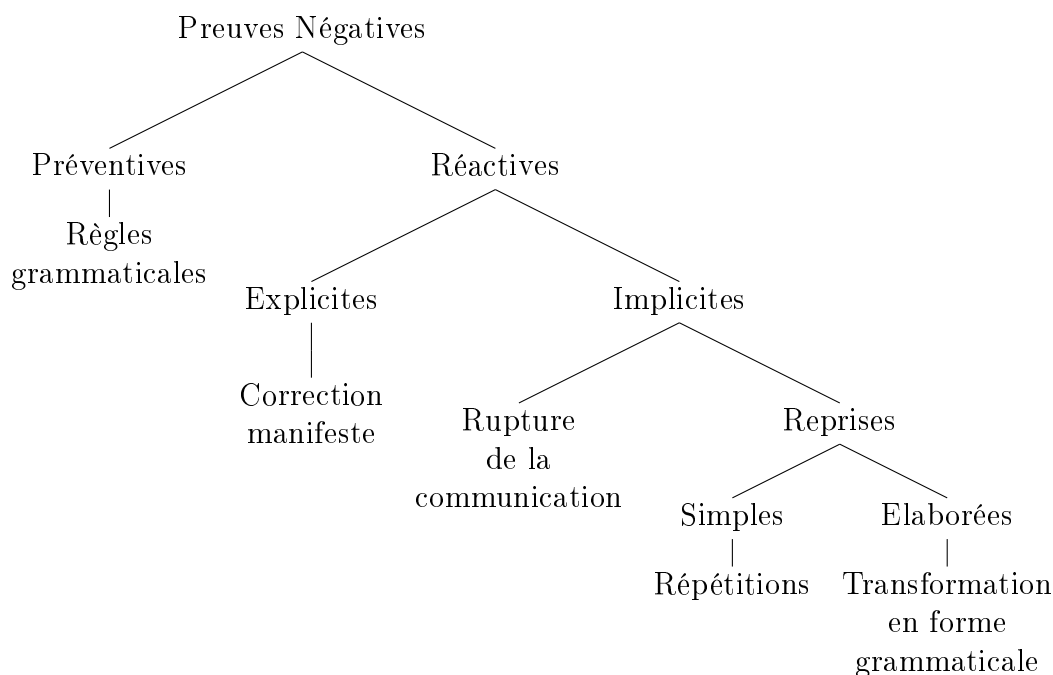 Preuves Négatives
Préventives
Réactives
Règles
grammaticales
Explicites
Implicites
Correction
manifeste
Rupture
de la
communication
Reprises
Simples
Elaborées
Répétitions
Transformation
en forme
grammaticale